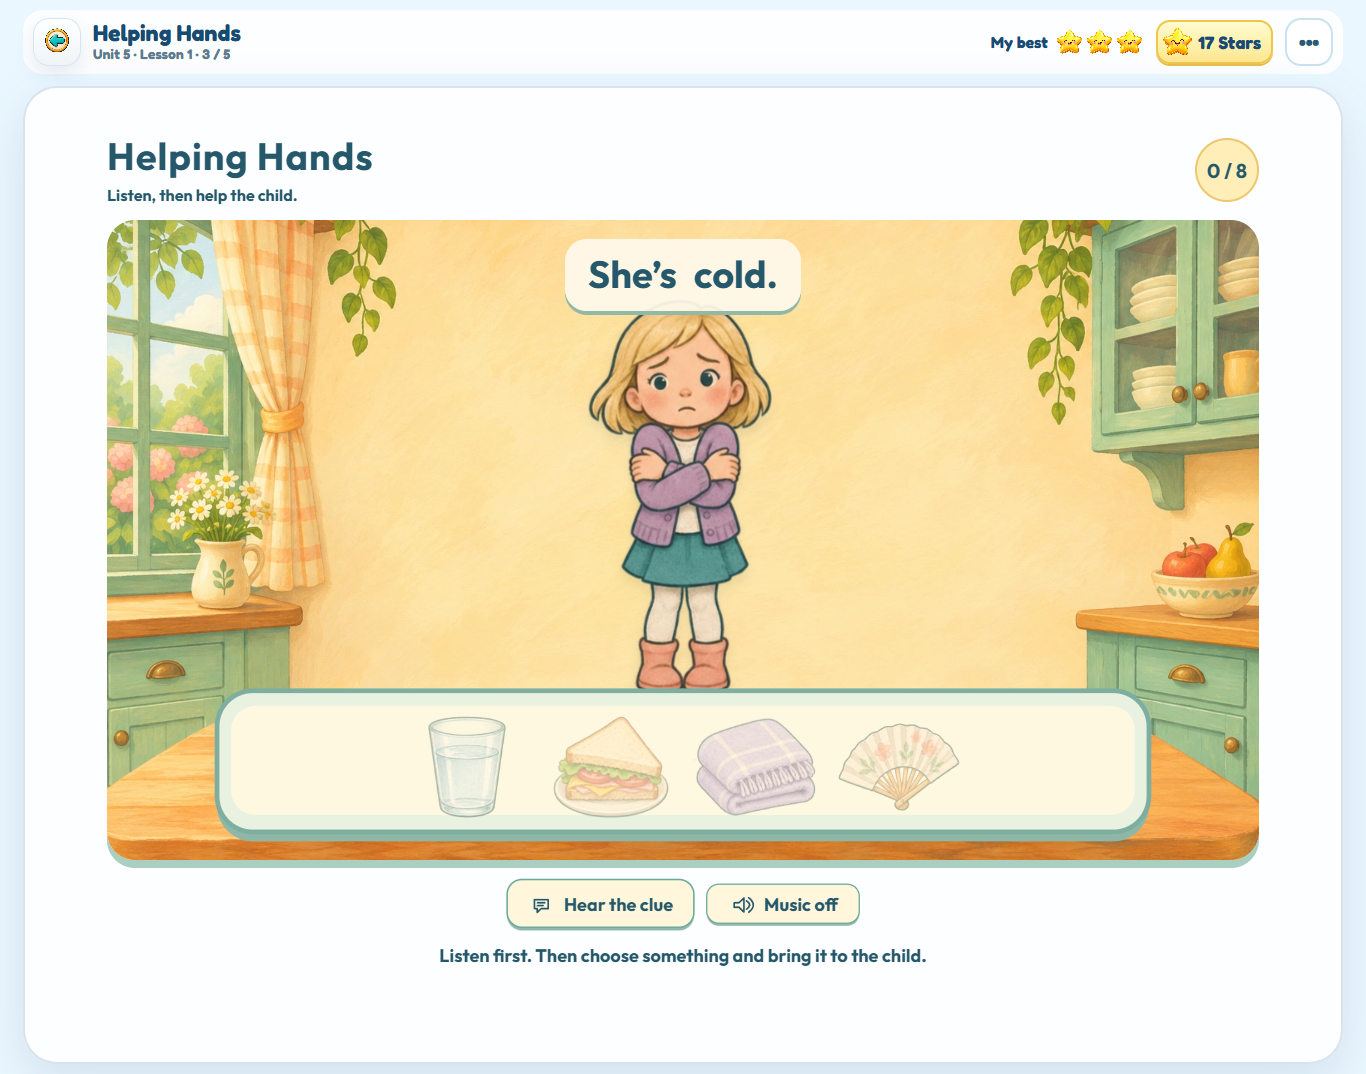 Helping Hands
Unit 5 · Lesson 1 · 3 / 5
My best
17 Stars
Helping Hands
Listen, then help the child.
0 / 8
She’s cold.
Hear the clue
Music off
Listen first. Then choose something and bring it to the child.